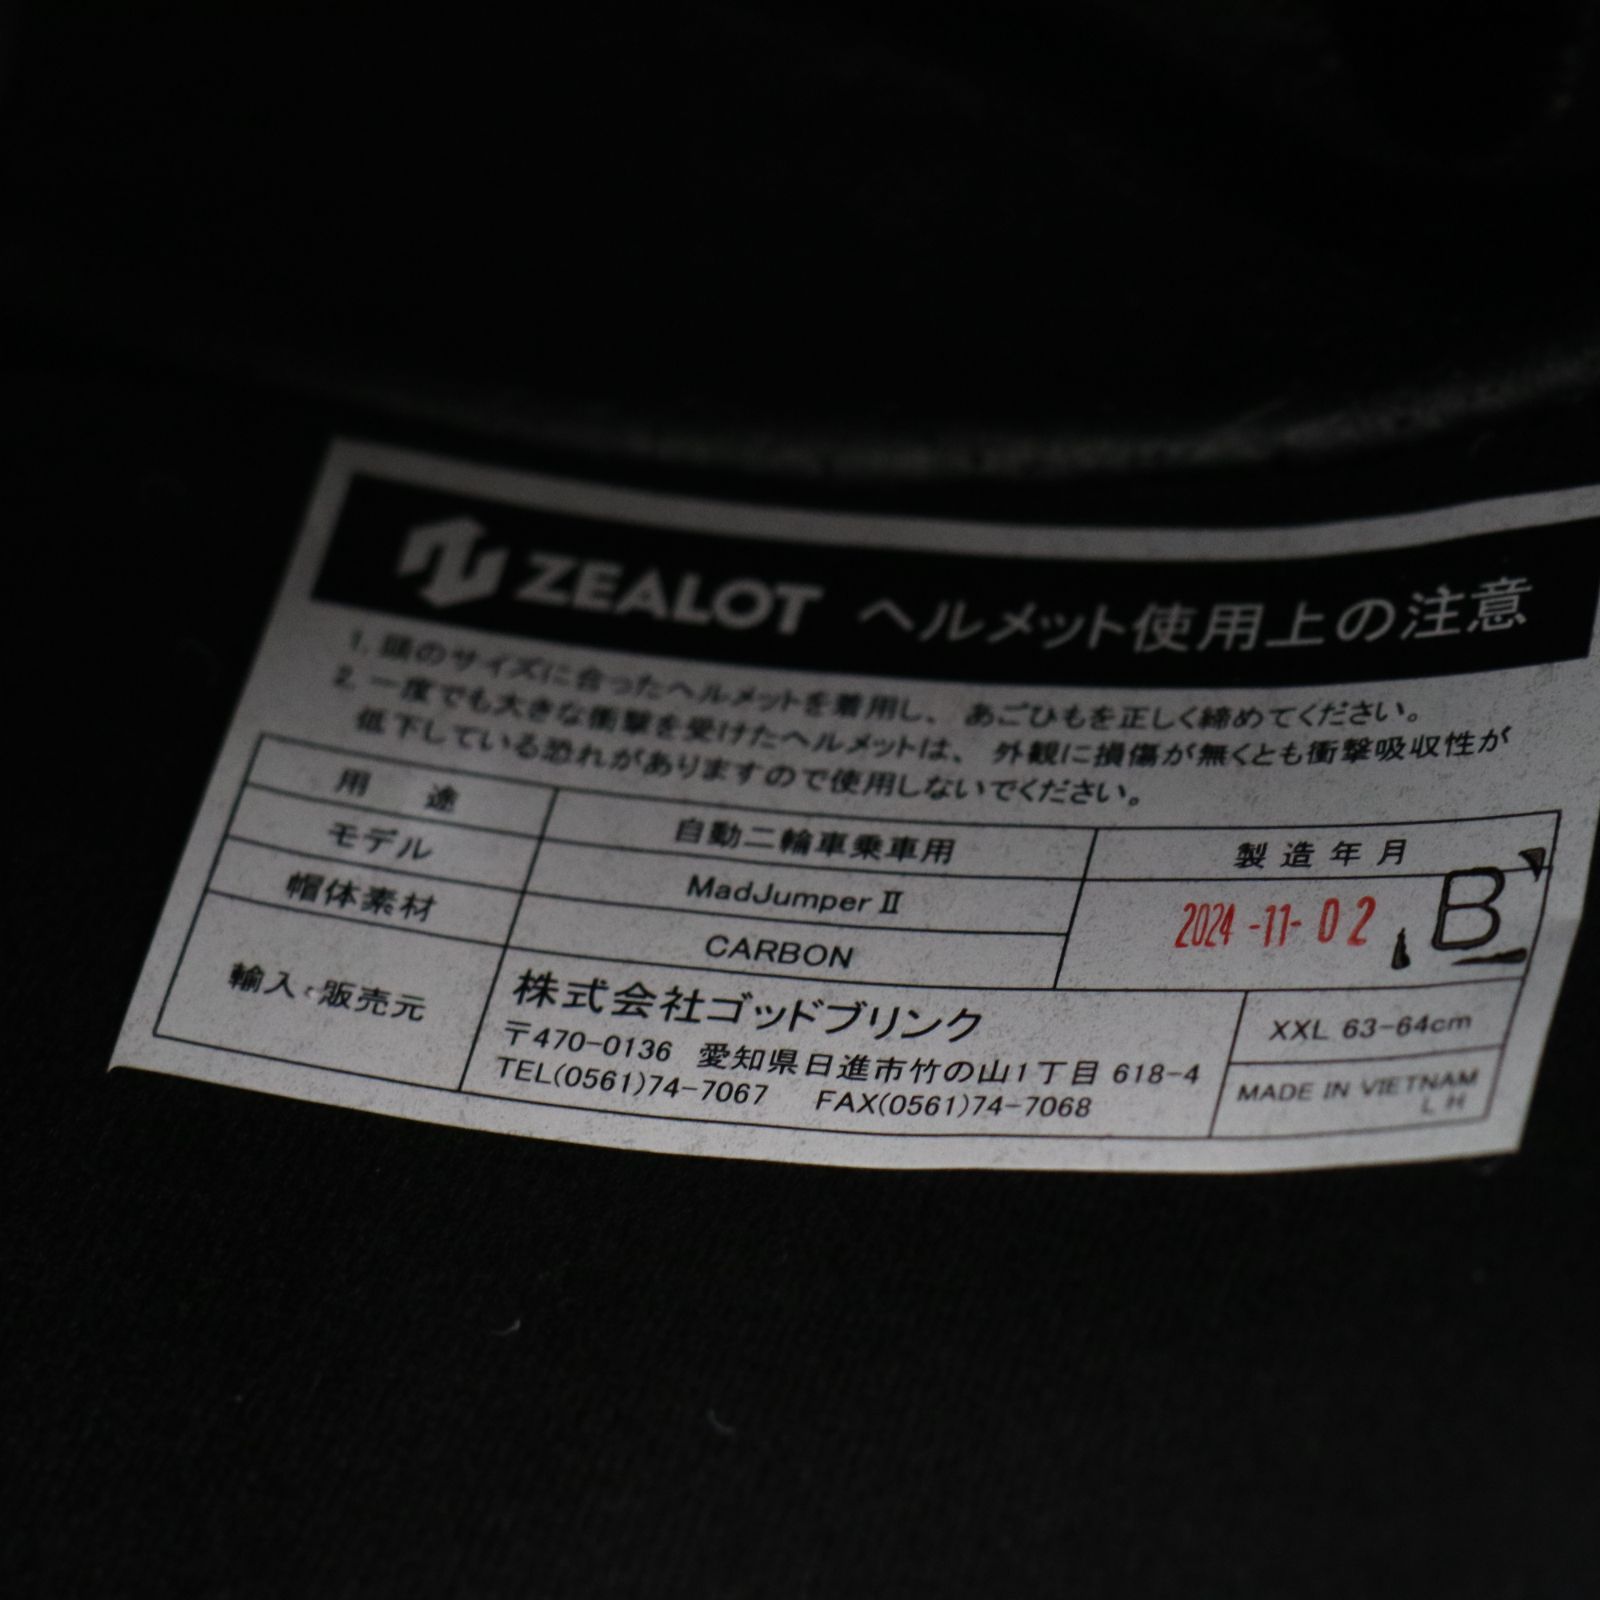 ZEALOT ヘルメット使用上の注意
1. 頭のサイズに合ったヘルメットを着用し、あごひもを正しく締めてください。
2. 一度でも大きな衝撃を受けたヘルメットは、外観に損傷が無くとも衝撃吸収性が
低下している恐れがありますので使用しないでください。
用 途 自動二輪車乗車用 製造年月
モデル MadJumper Ⅱ 2024-11-02 B
帽体素材 CARBON
輸入・販売元 株式会社ゴッドブリンク
〒470-0136 愛知県日進市竹の山1丁目 618-4
TEL(0561)74-7067 FAX(0561)74-7068
XXL 63-64cm
MADE IN VIETNAM
L H